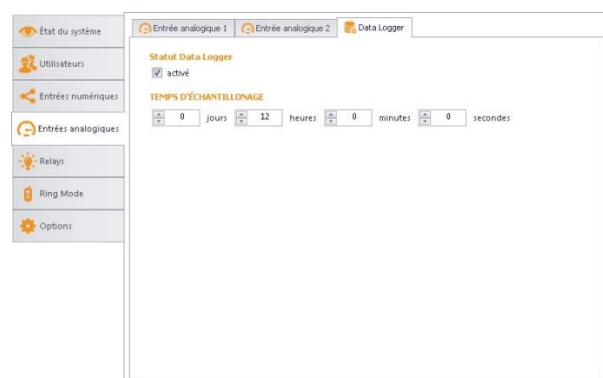 État du système
Utilisateurs
Entrées numériques
Entrées analogiques
Relays
Ring Mode
Options
Entrée analogique 1 Entrée analogique 2 Data Logger
Statut Data Logger
activé
TEMPS D'ÉCHANTILLONAGE
0 jours 12 heures 0 minutes 0 secondes